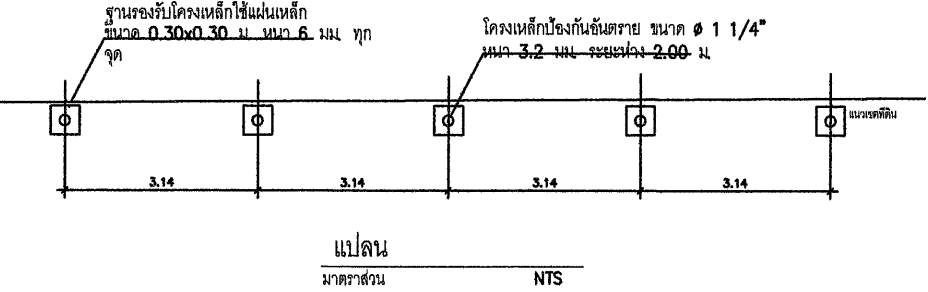 ฐานรองรับโครงเหล็กใช้แผ่นเหล็ก
ขนาด 0.30x0.30 ม. หนา 6 มม. ทุก
จุด
โครงเหล็กป้องกันอันตราย ขนาด ø 1 1/4"
หนา 3.2 มม. ระยะห่าง 2.00 ม.
แนวเขตที่ดิน
3.14 3.14 3.14 3.14
แปลน
มาตราส่วน NTS